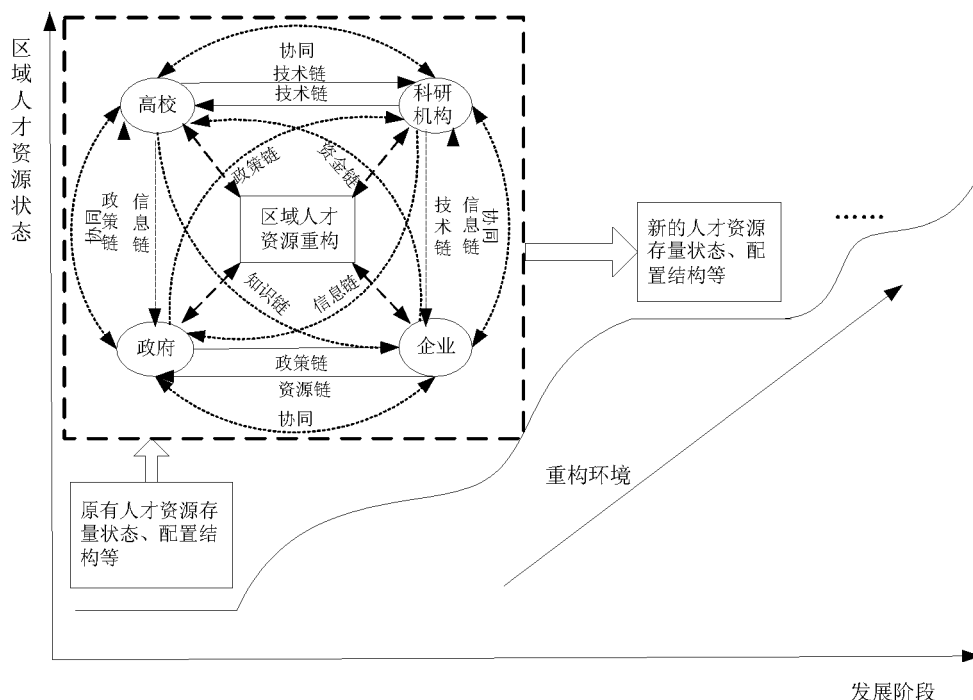 区域人才资源状态
协同
技术链
技术链
高校
科研
机构
政策链
资金链
协同
政策链
信息链
区域人才
资源重构
技术链
信息链
协同
知识链
信息链
政府
企业
政策链
资源链
协同
新的人才资源
存量状态、配
置结构等
······
原有人才资源存
量状态、配置结
构等
重构环境
发展阶段